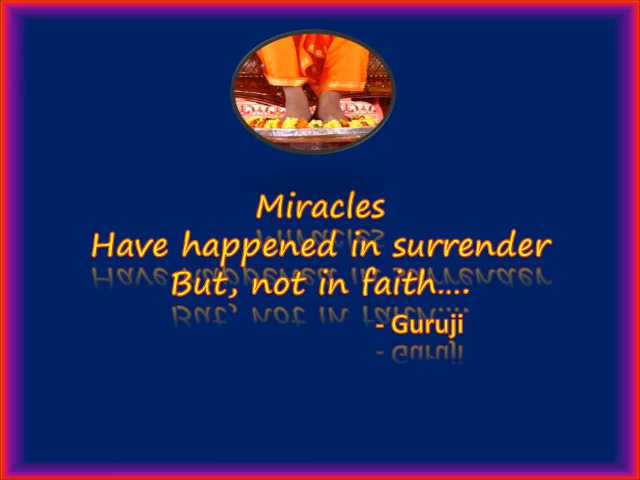 Miracles
Have happened in surrender
But, not in faith....
- Guruji